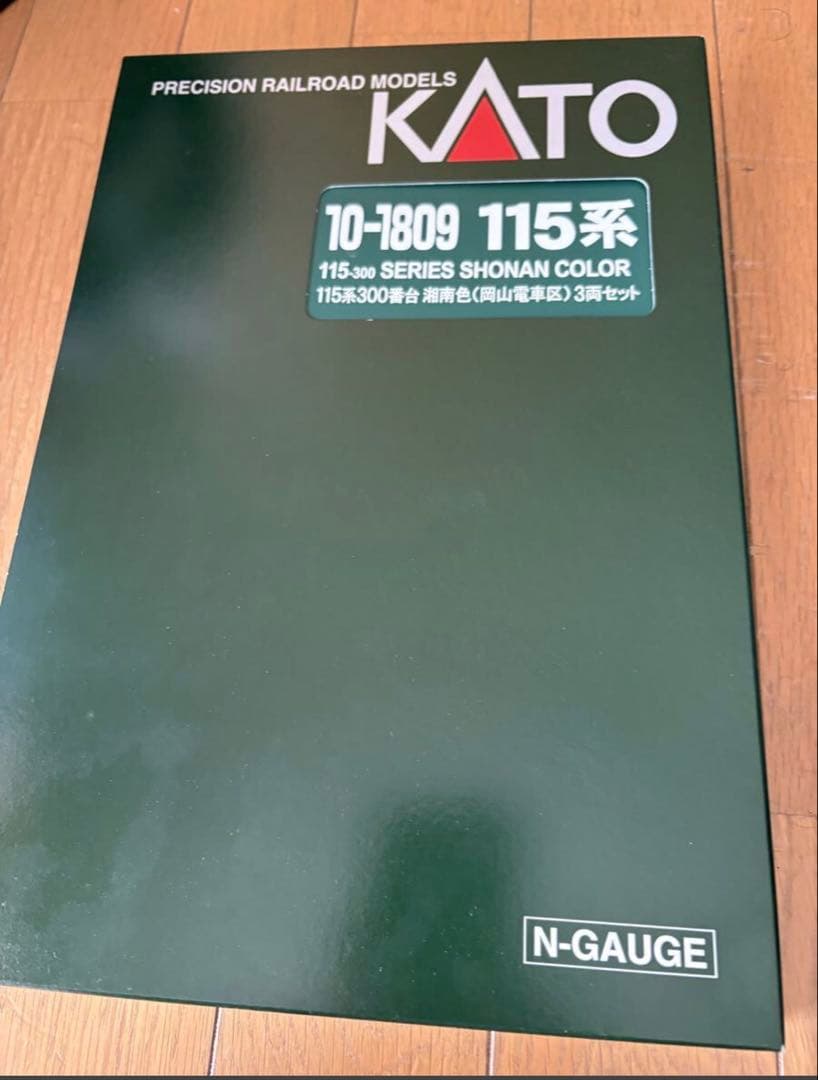 PRECISION RAILROAD MODELS
KATO
10-1809 115系
115-300 SERIES SHONAN COLOR
115系300番台 湘南色(岡山電車区)3両セット
N-GAUGE